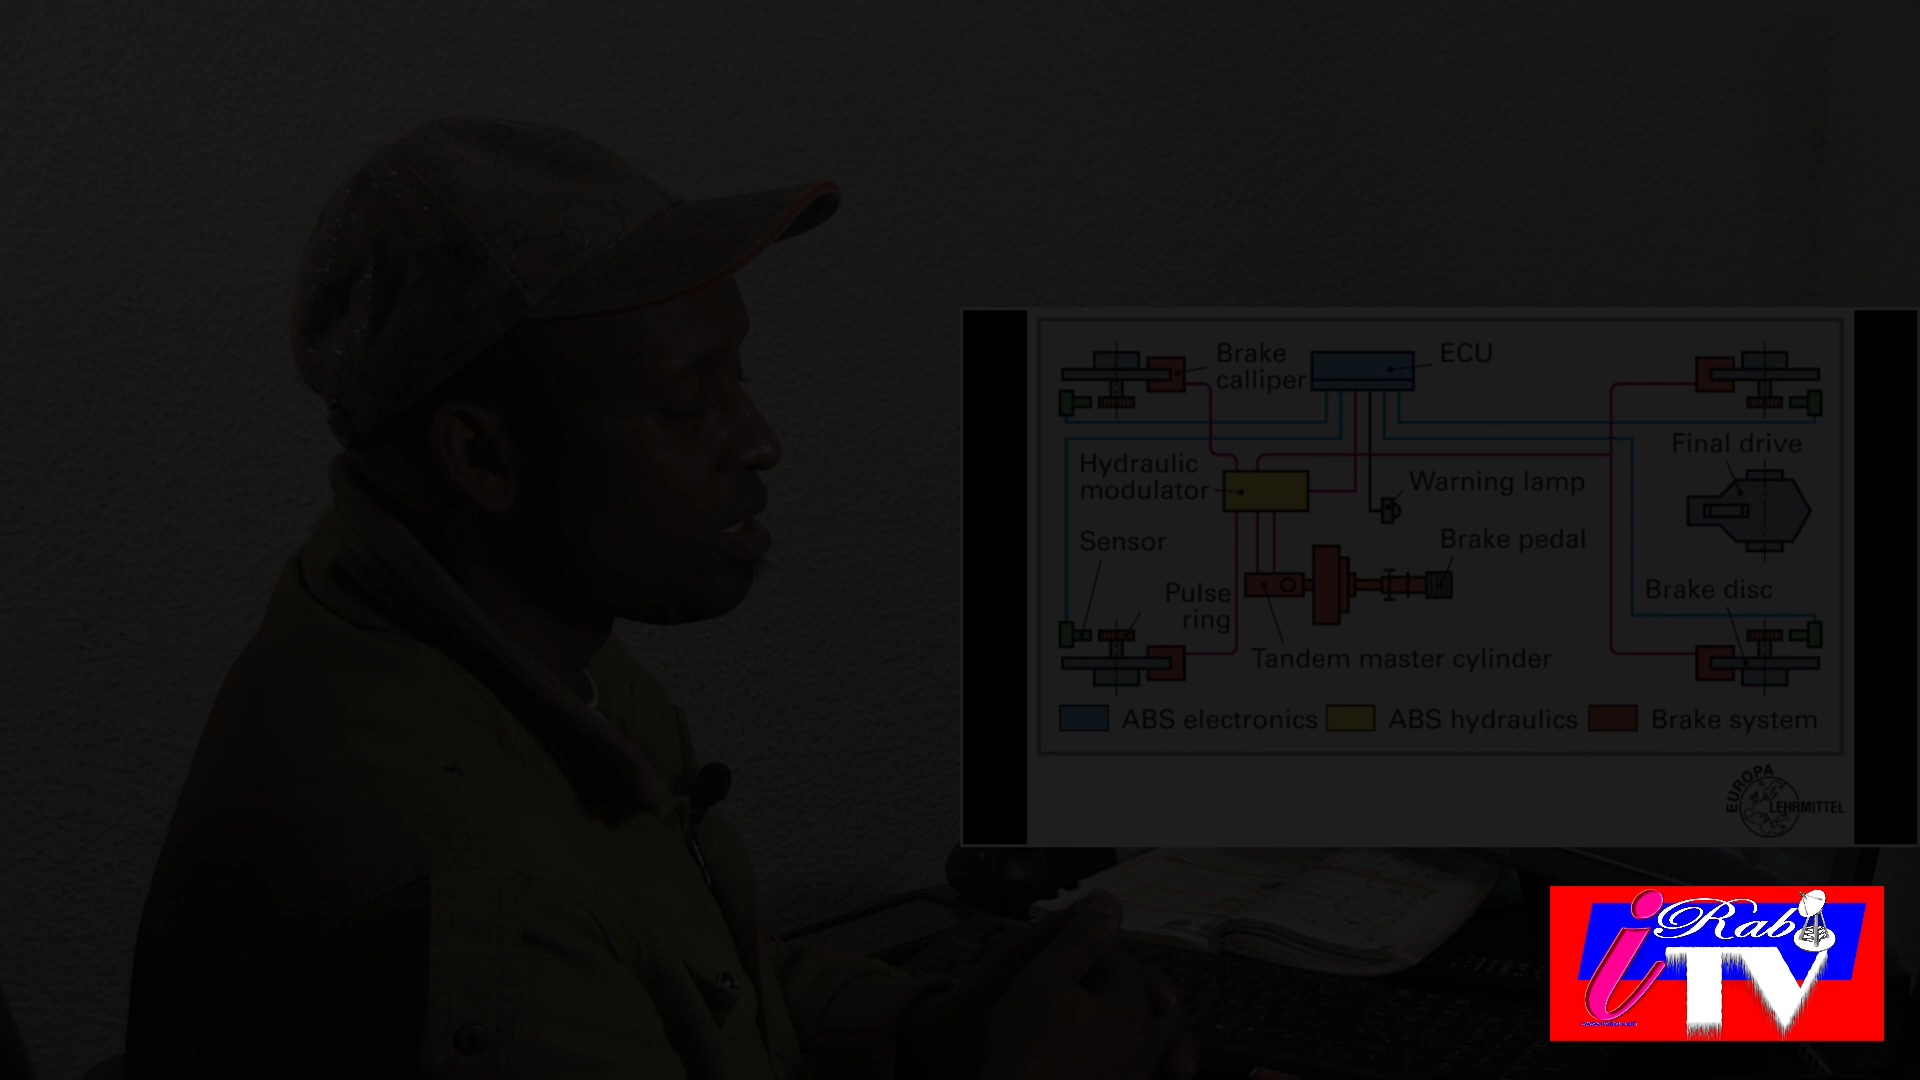 Brake
calliper
ECU
Final drive
Hydraulic
modulator
Warning lamp
Sensor
Brake pedal
Pulse
ring
Brake disc
Tandem master cylinder
ABS electronics
ABS hydraulics
Brake system
EUROPA
LEHRMITTEL
iRabi
TV